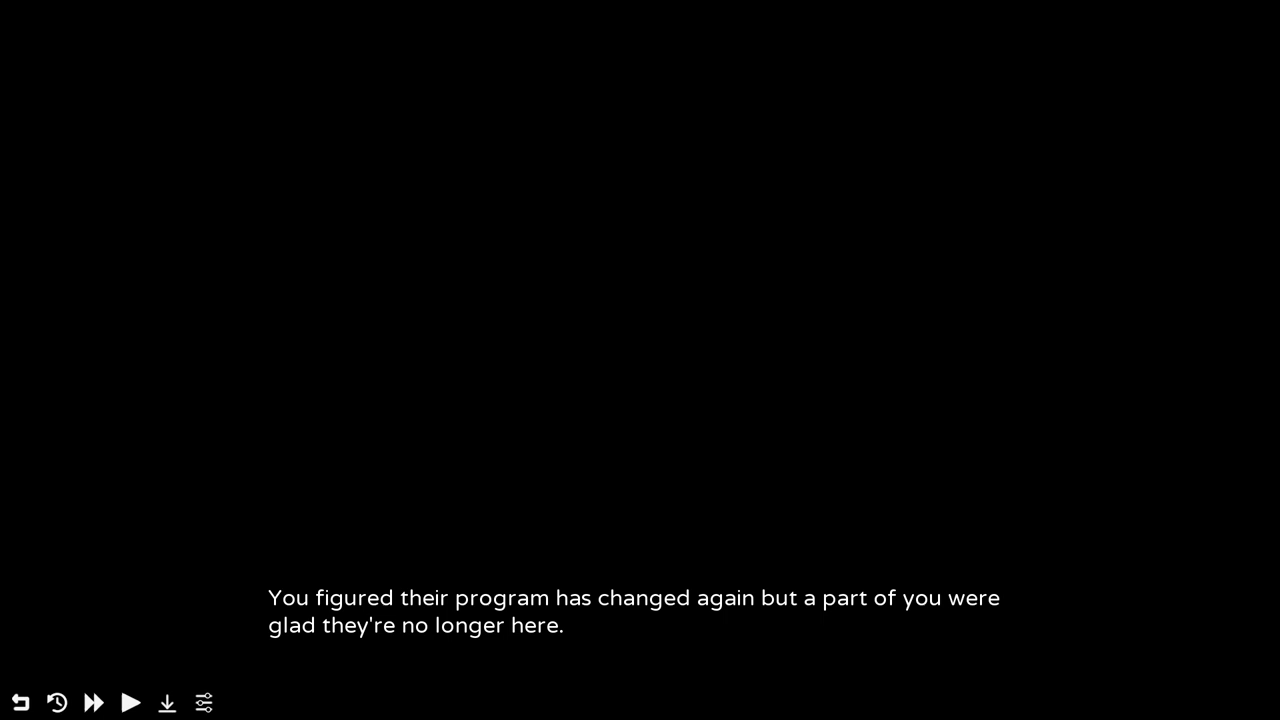 You figured their program has changed again but a part of you were
glad they're no longer here.